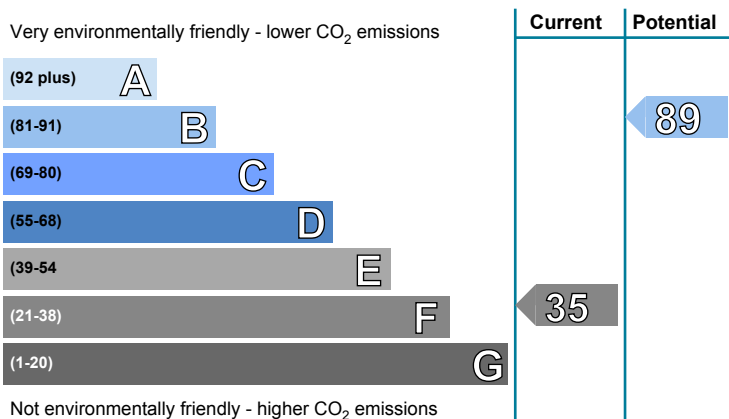 Current Potential
Very environmentally friendly - lower CO2 emissions
(92 plus) A
(81-91) B 89
(69-80) C
(55-68) D
(39-54 E
(21-38) F 35
(1-20) G
Not environmentally friendly - higher CO2 emissions